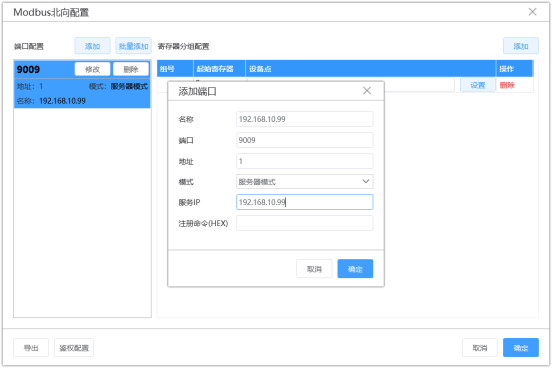 Modbus北向配置
端口配置 添加 批量添加 寄存器分组配置 添加
9009 修改 删除 组号 起始寄存器 设备点 操作
地址: 1 模式: 服务器模式 设置 删除
名称: 192.168.10.99
添加端口
名称 192.168.10.99
端口 9009
地址 1
模式 服务器模式
服务IP 192.168.10.99
注册命令(HEX)
取消 确定
导出 鉴权配置 取消 确定